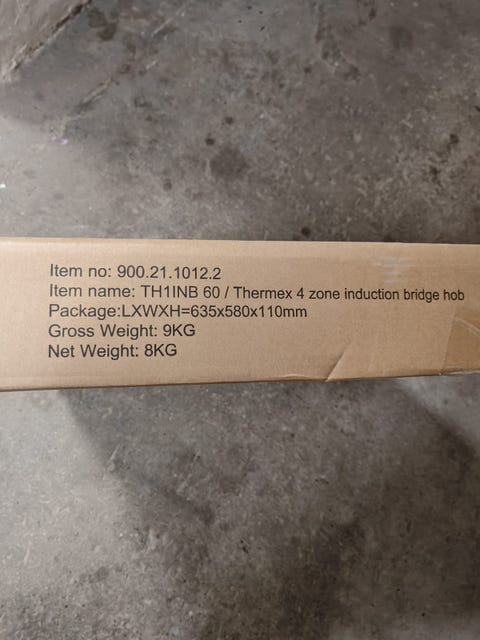 Item no: 900.21.1012.2
Item name: TH1INB 60 / Thermex 4 zone induction bridge hob
Package:LXWXH=635x580x110mm
Gross Weight: 9KG
Net Weight: 8KG